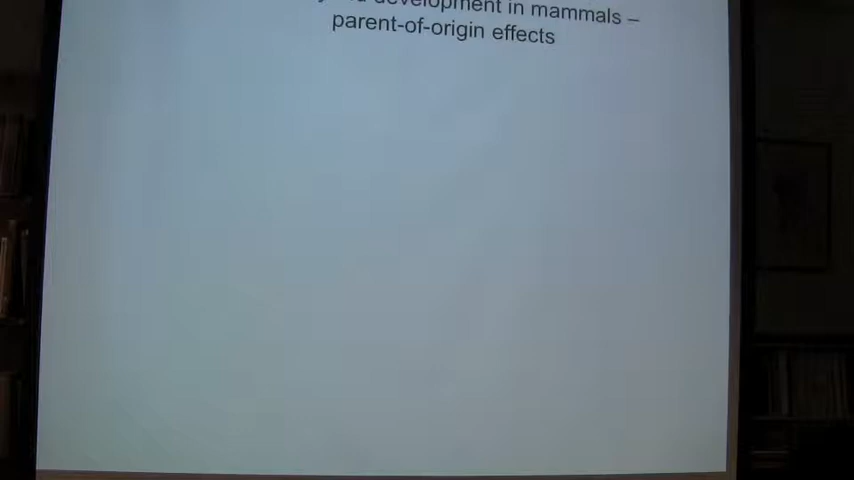 development in mammals –
parent-of-origin effects